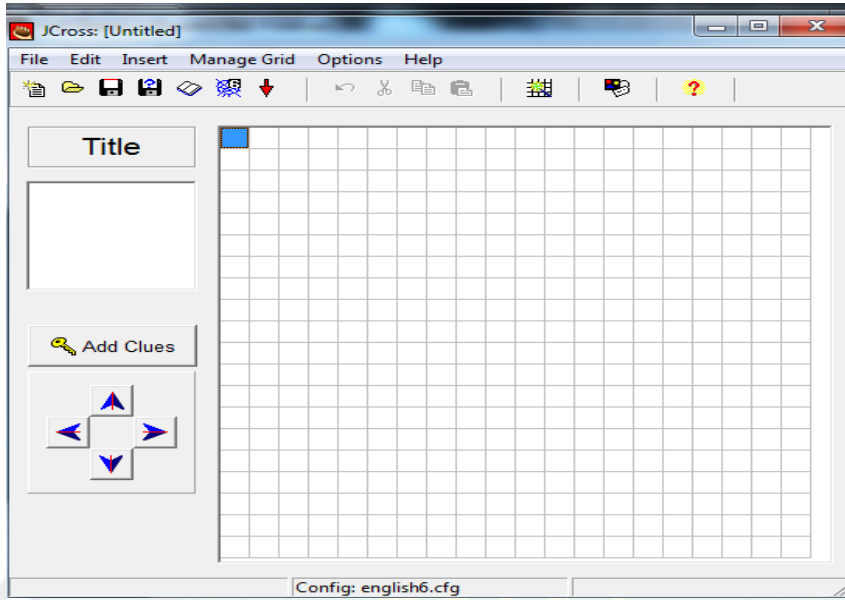 JCross: [Untitled]
File Edit Insert Manage Grid Options Help
Title
Add Clues
Config: english6.cfg